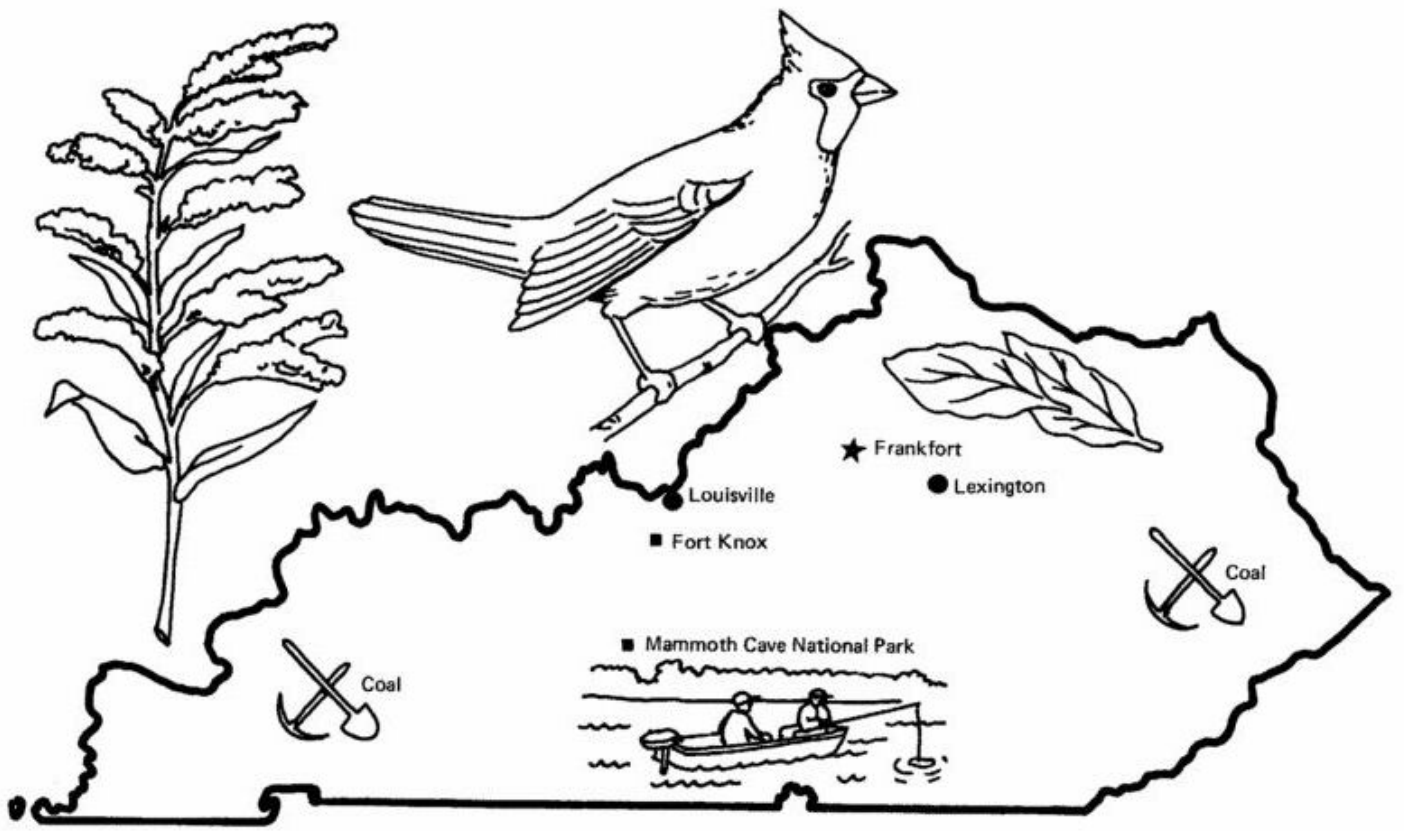 Frankfort
Lexington
Louisville
Fort Knox
Coal
Mammoth Cave National Park
Coal